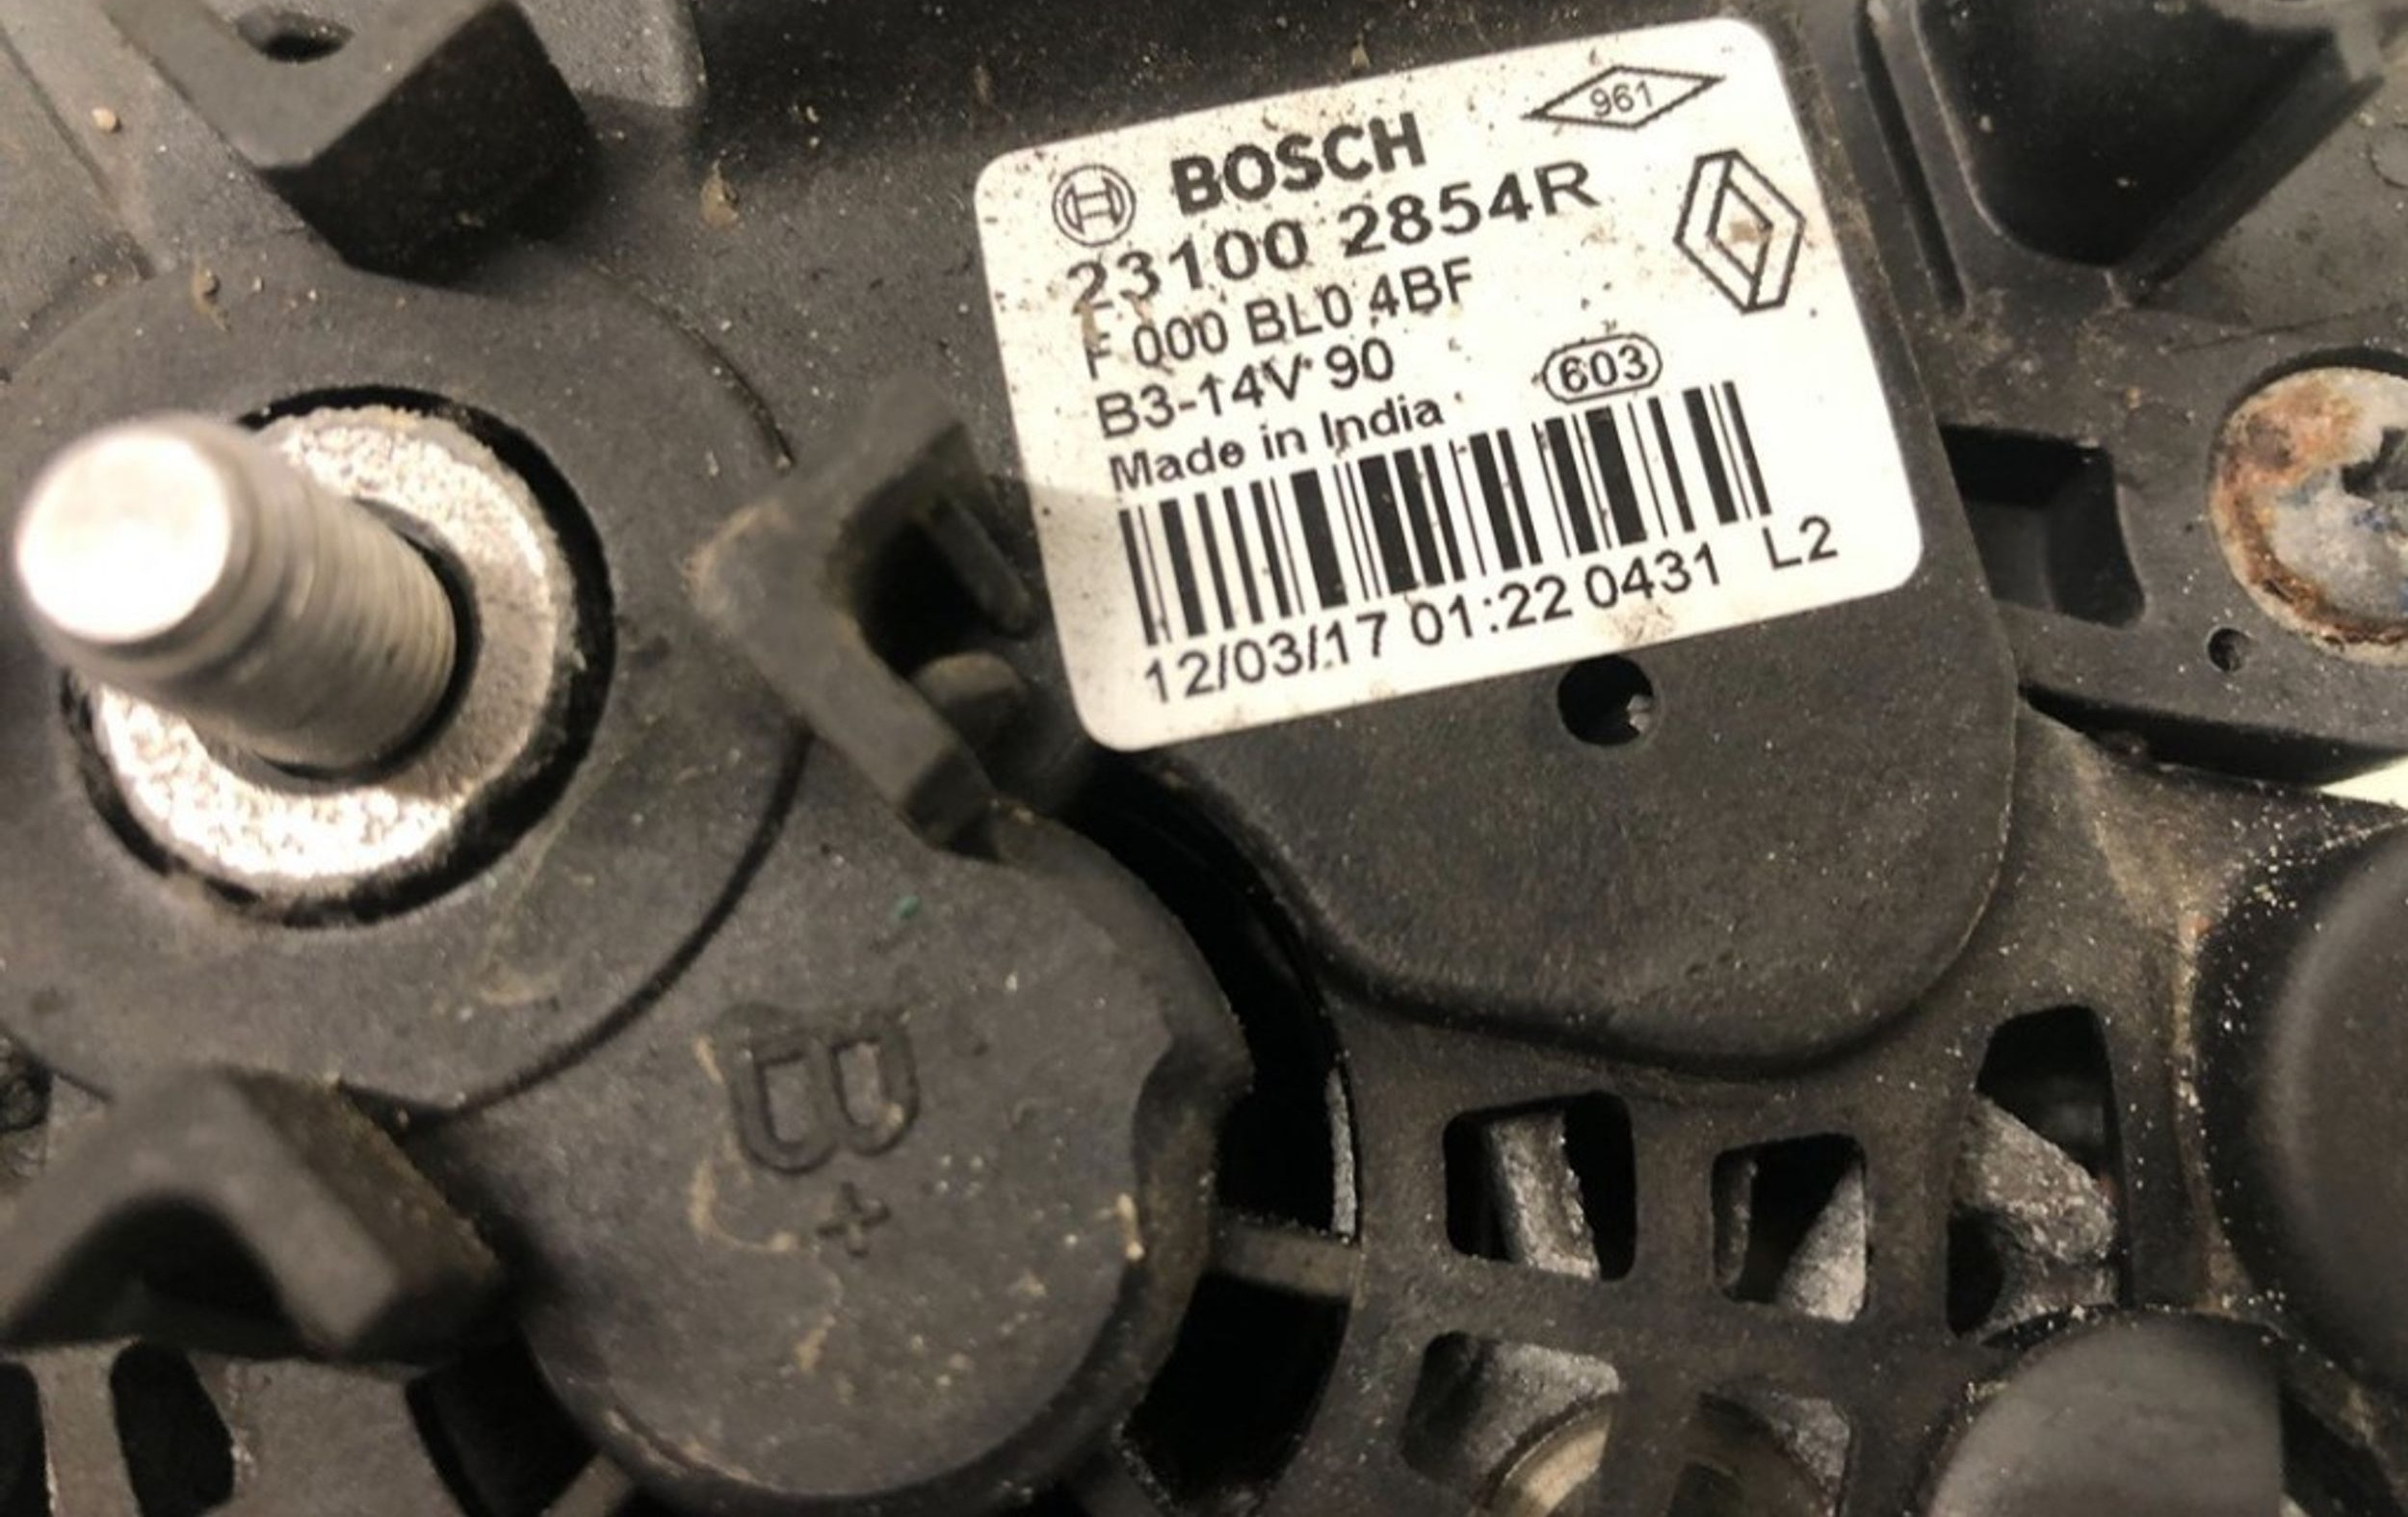 961
BOSCH
23100 2854R
F 000 BL0 4BF
B3-14V 90
603
Made in India
12/03/17 01:22 0431 L2
B
+